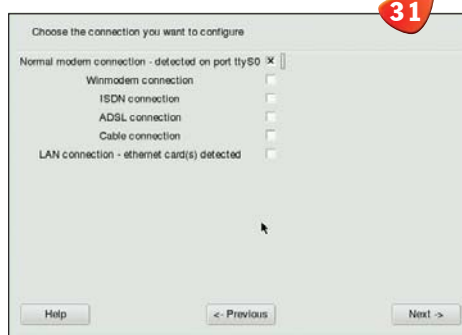 31
Choose the connection you want to configure
Normal modem connection - detected on port ttyS0
Winmodem connection
ISDN connection
ADSL connection
Cable connection
LAN connection - ethernet card(s) detected
Help
<- Previous
Next ->